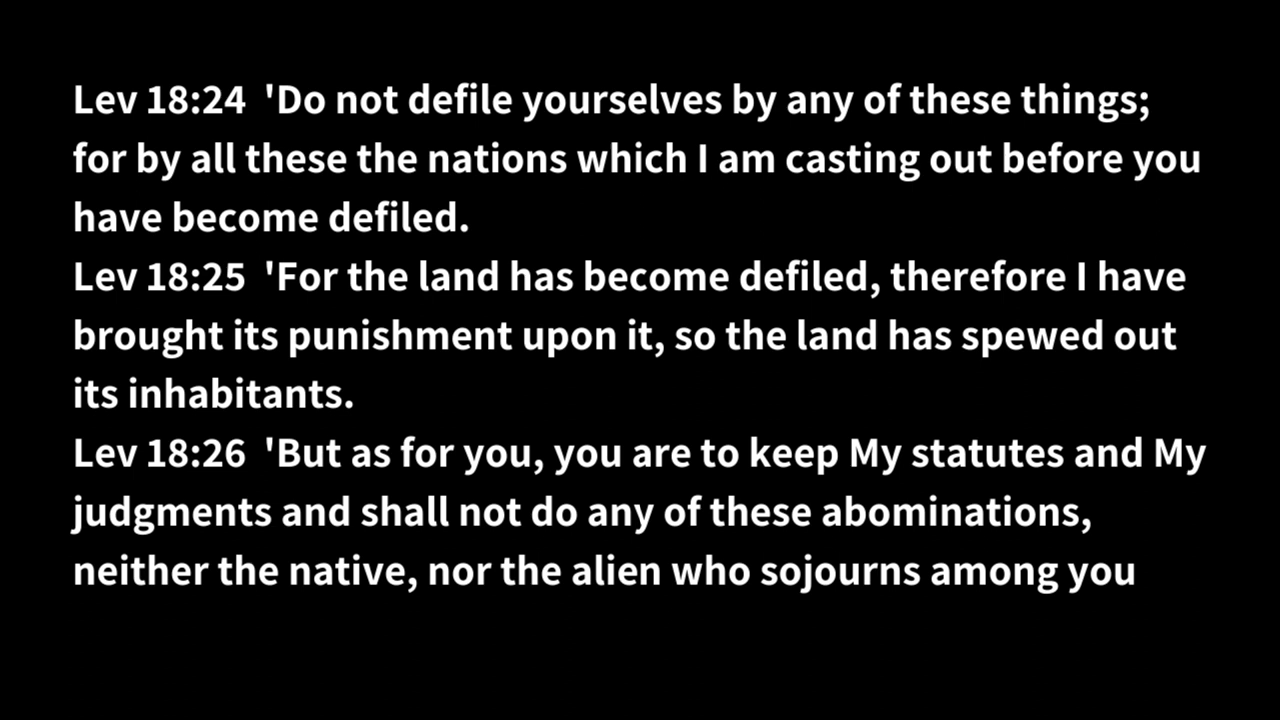 Lev 18:24  'Do not defile yourselves by any of these things;
for by all these the nations which I am casting out before you
have become defiled.
Lev 18:25  'For the land has become defiled, therefore I have
brought its punishment upon it, so the land has spewed out
its inhabitants.
Lev 18:26  'But as for you, you are to keep My statutes and My
judgments and shall not do any of these abominations,
neither the native, nor the alien who sojourns among you